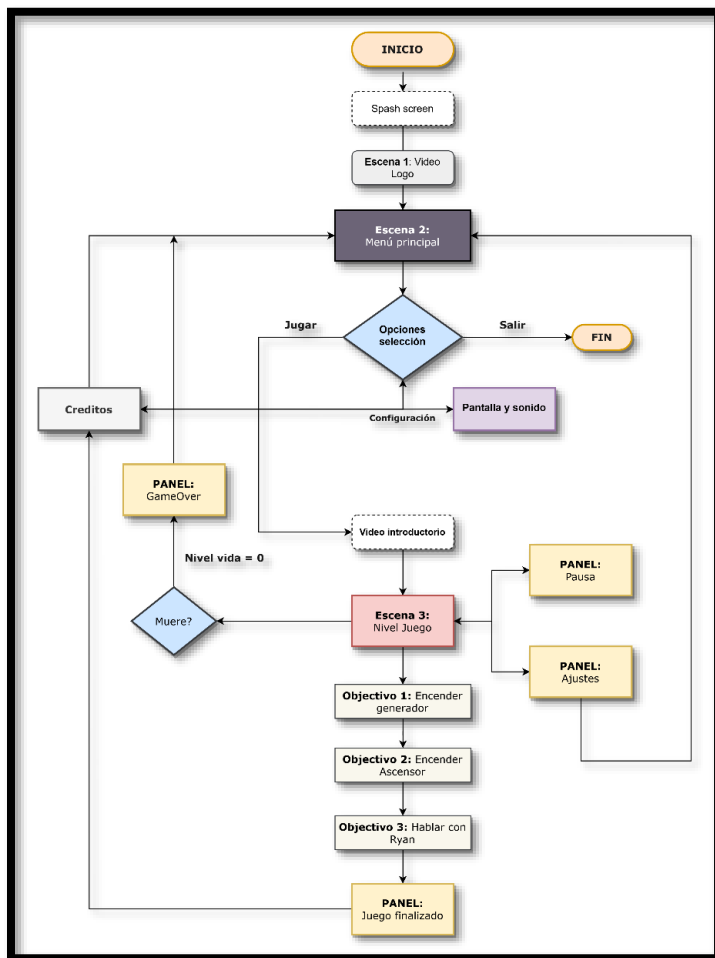 INICIO
Spash screen
Escena 1: Video
Logo
Escena 2:
Menú principal
Jugar
Opciones
selección
Salir
FIN
Creditos
Configuración
Pantalla y sonido
PANEL:
GameOver
Nivel vida = 0
Video introductorio
PANEL:
Pausa
Muere?
Escena 3:
Nivel Juego
PANEL:
Ajustes
Objectivo 1: Encender
generador
Objectivo 2: Encender
Ascensor
Objectivo 3: Hablar con
Ryan
PANEL:
Juego finalizado